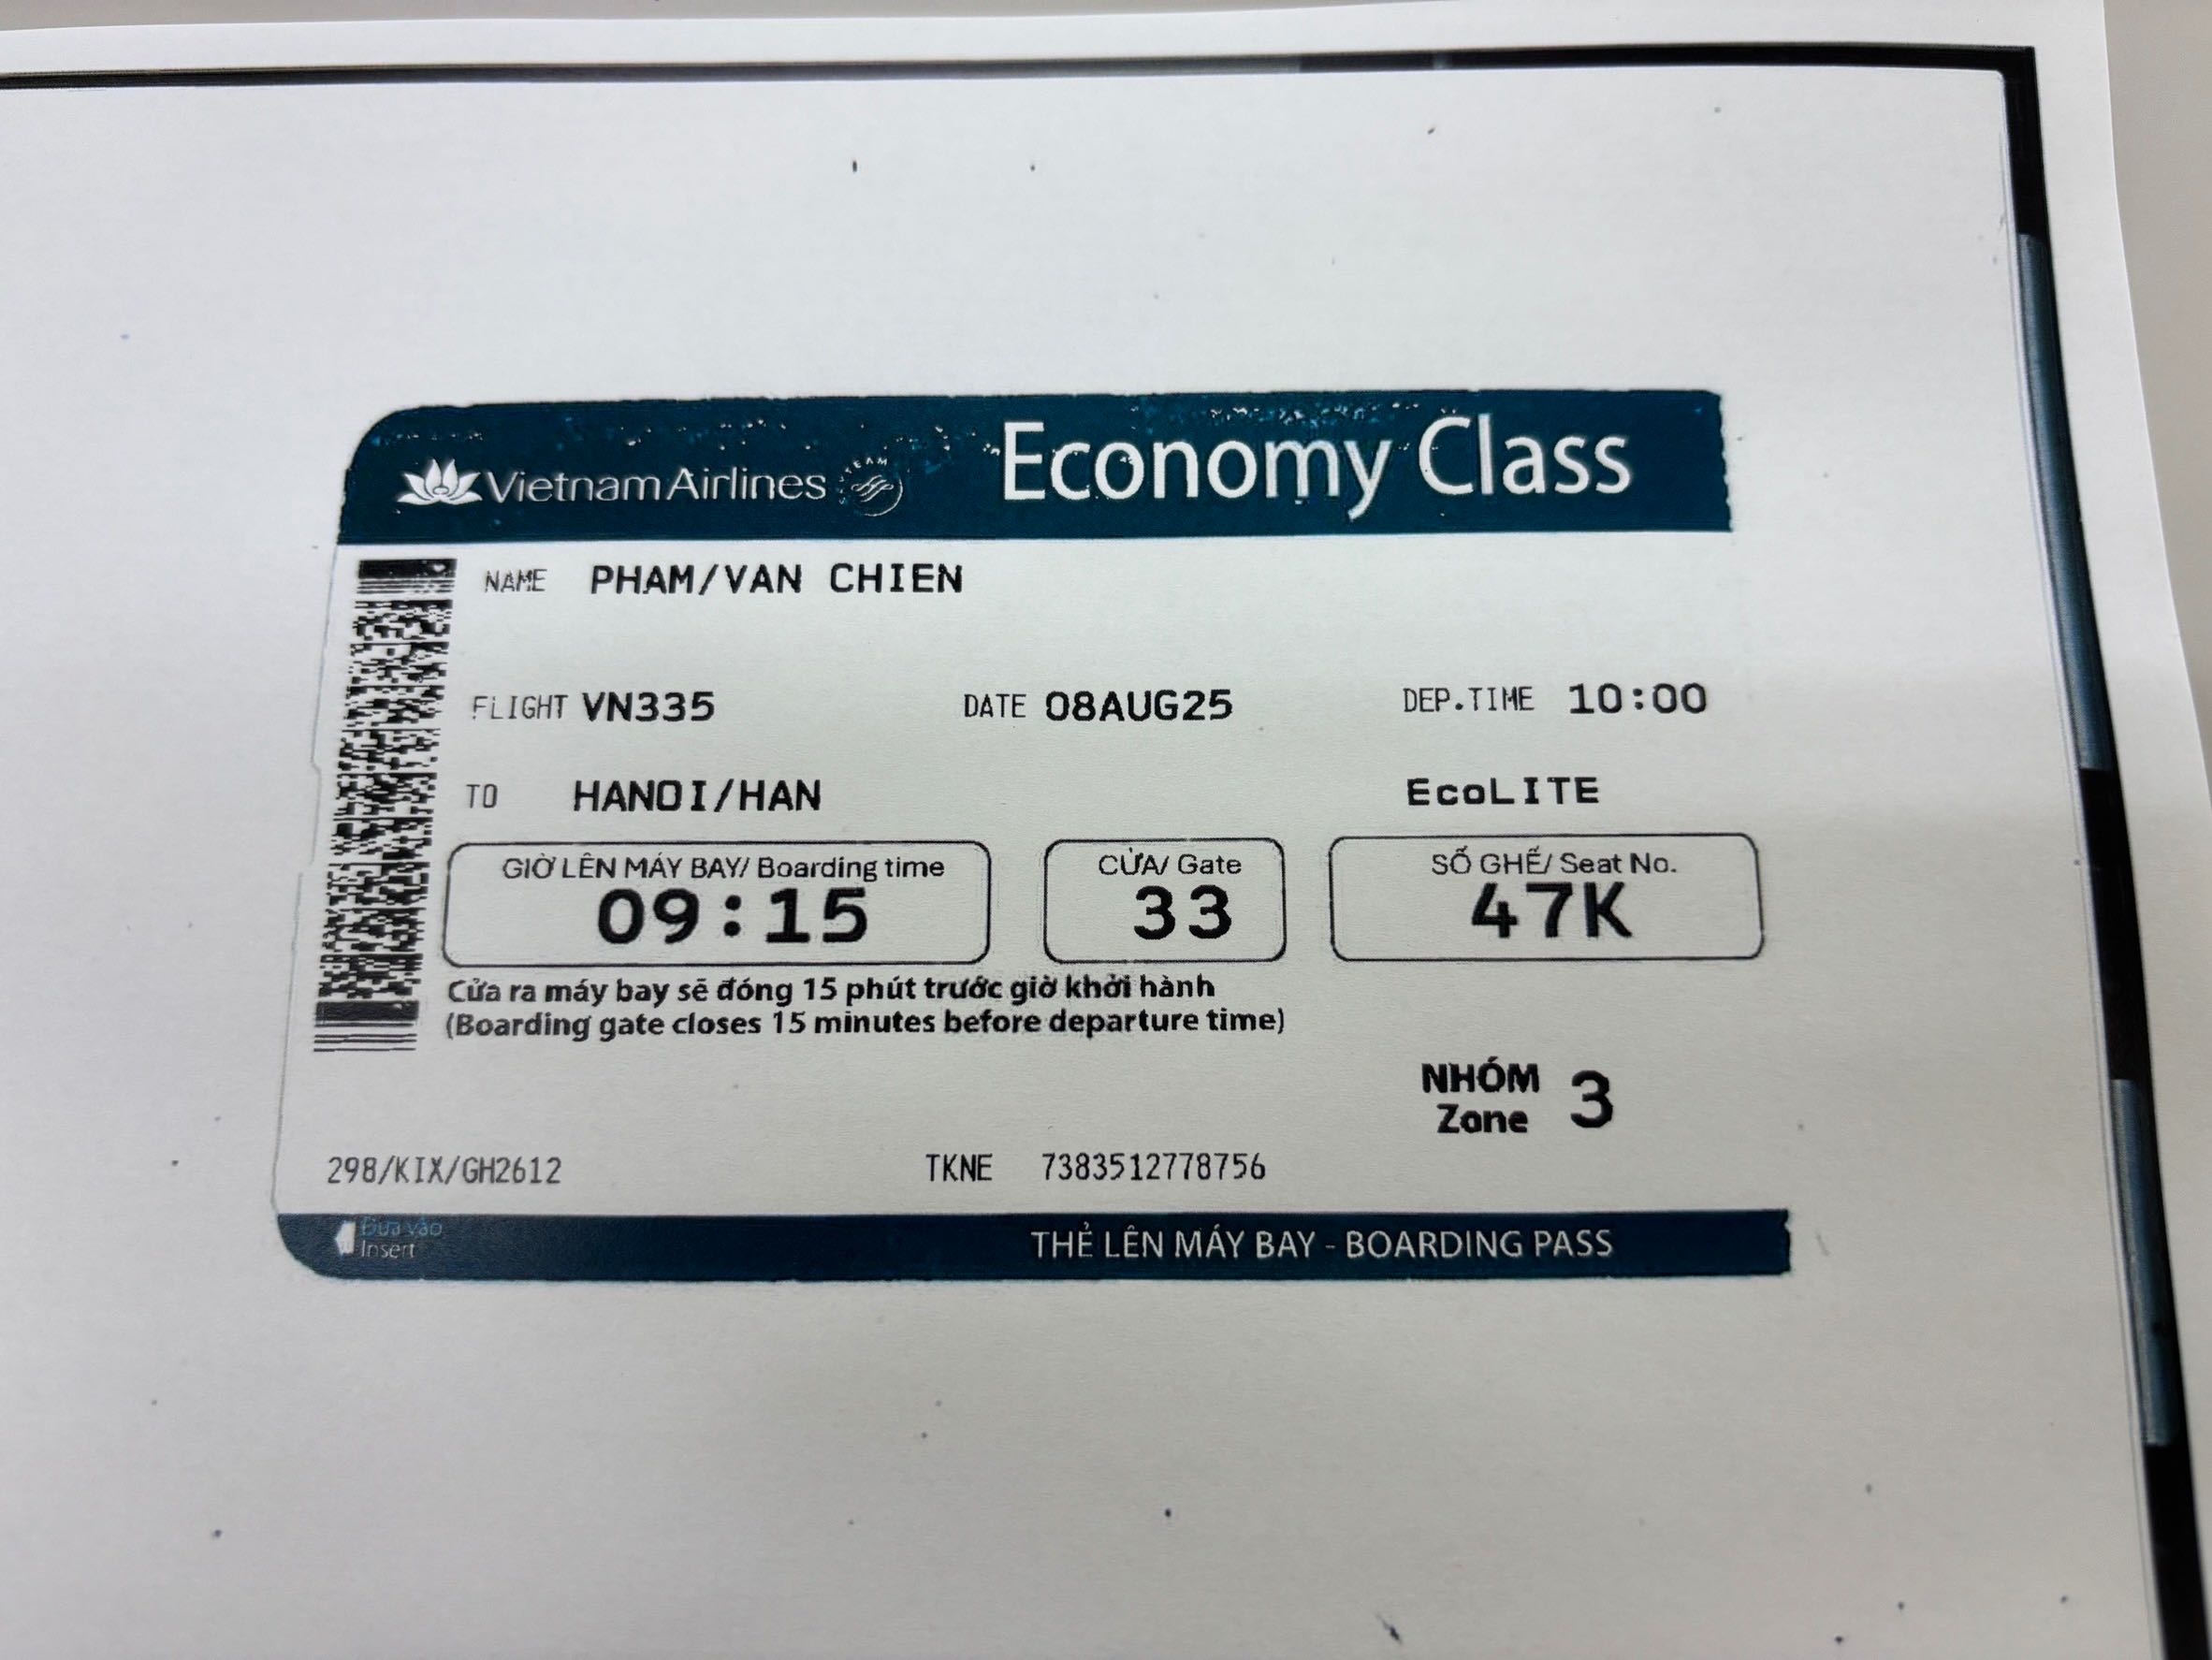 Vietnam Airlines SKYTEAM Economy Class
NAME PHAM/VAN CHIEN
FLIGHT VN335 DATE 08AUG25 DEP.TIME 10:00
TO HANOI/HAN EcoLITE
GIỜ LÊN MÁY BAY/ Boarding time CỬA/ Gate SỐ GHẾ/ Seat No.
09:15 33 47K
Cửa ra máy bay sẽ đóng 15 phút trước giờ khởi hành
(Boarding gate closes 15 minutes before departure time)
NHÓM
Zone 3
298/KIX/GH2612 TKNE 7383512778756
Đưa vào
Insert
THẺ LÊN MÁY BAY - BOARDING PASS